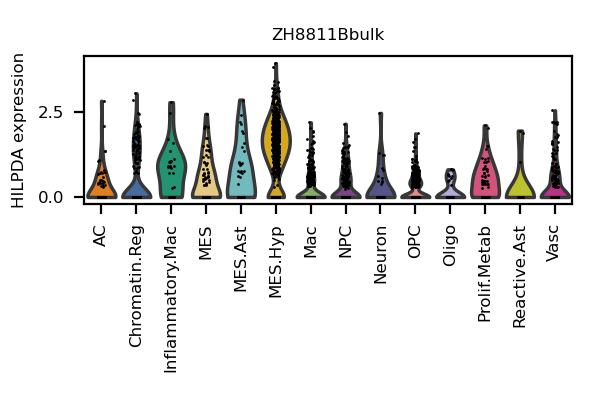 ZH8811Bbulk
HILPDA expression
2.5
0.0
AC
Chromatin.Reg
Inflammatory.Mac
MES
MES.Ast
MES.Hyp
Mac
NPC
Neuron
OPC
Oligo
Prolif.Metab
Reactive.Ast
Vasc